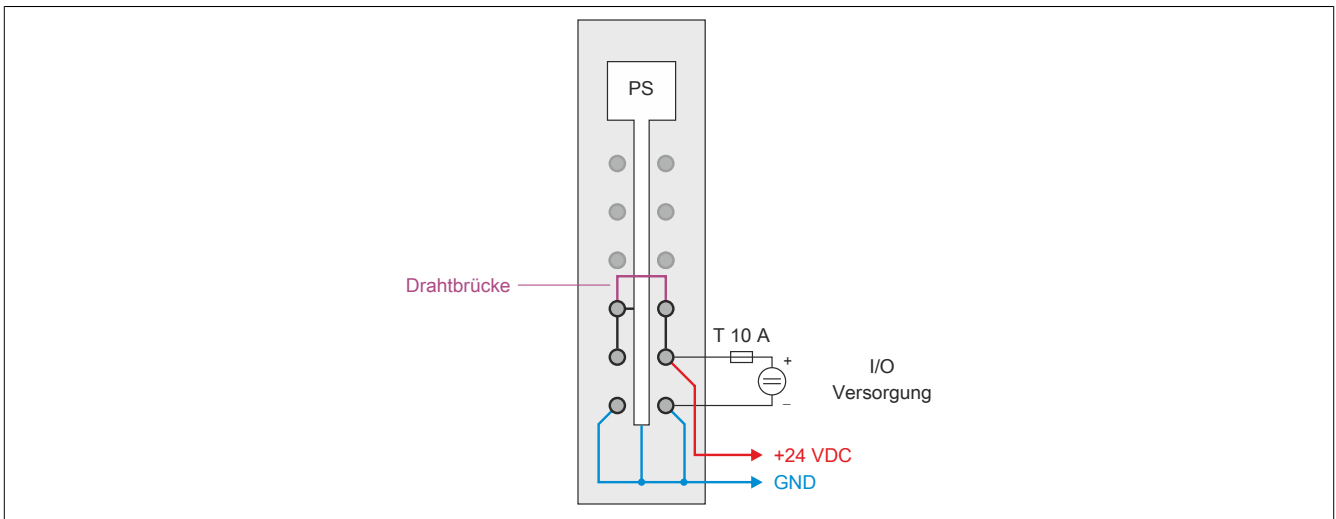 PS
Drahtbrücke
T 10 A
+
I/O
Versorgung
–
+24 VDC
GND